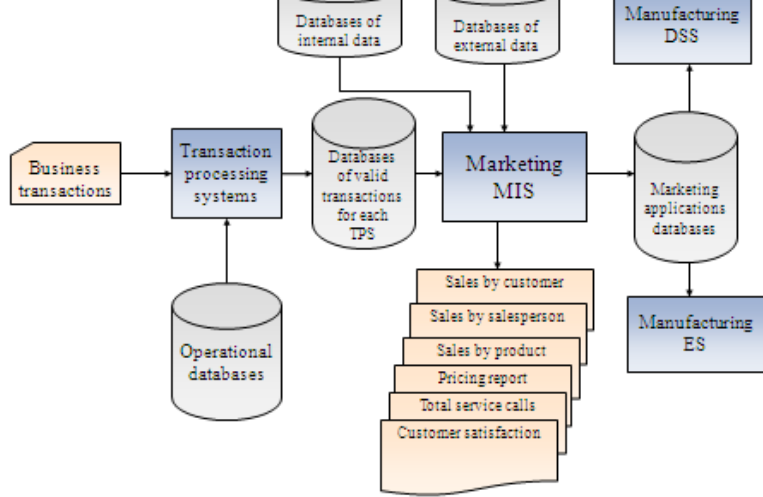 Databases of
internal data
Databases of
external data
Manufacturing
DSS
Business
transactions
Transaction
processing
systems
Databases
of valid
transactions
for each
TPS
Marketing
MIS
Marketing
applications
databases
Operational
databases
Sales by customer
Sales by salesperson
Sales by product
Pricing report
Total service calls
Customer satisfaction
Manufacturing
ES